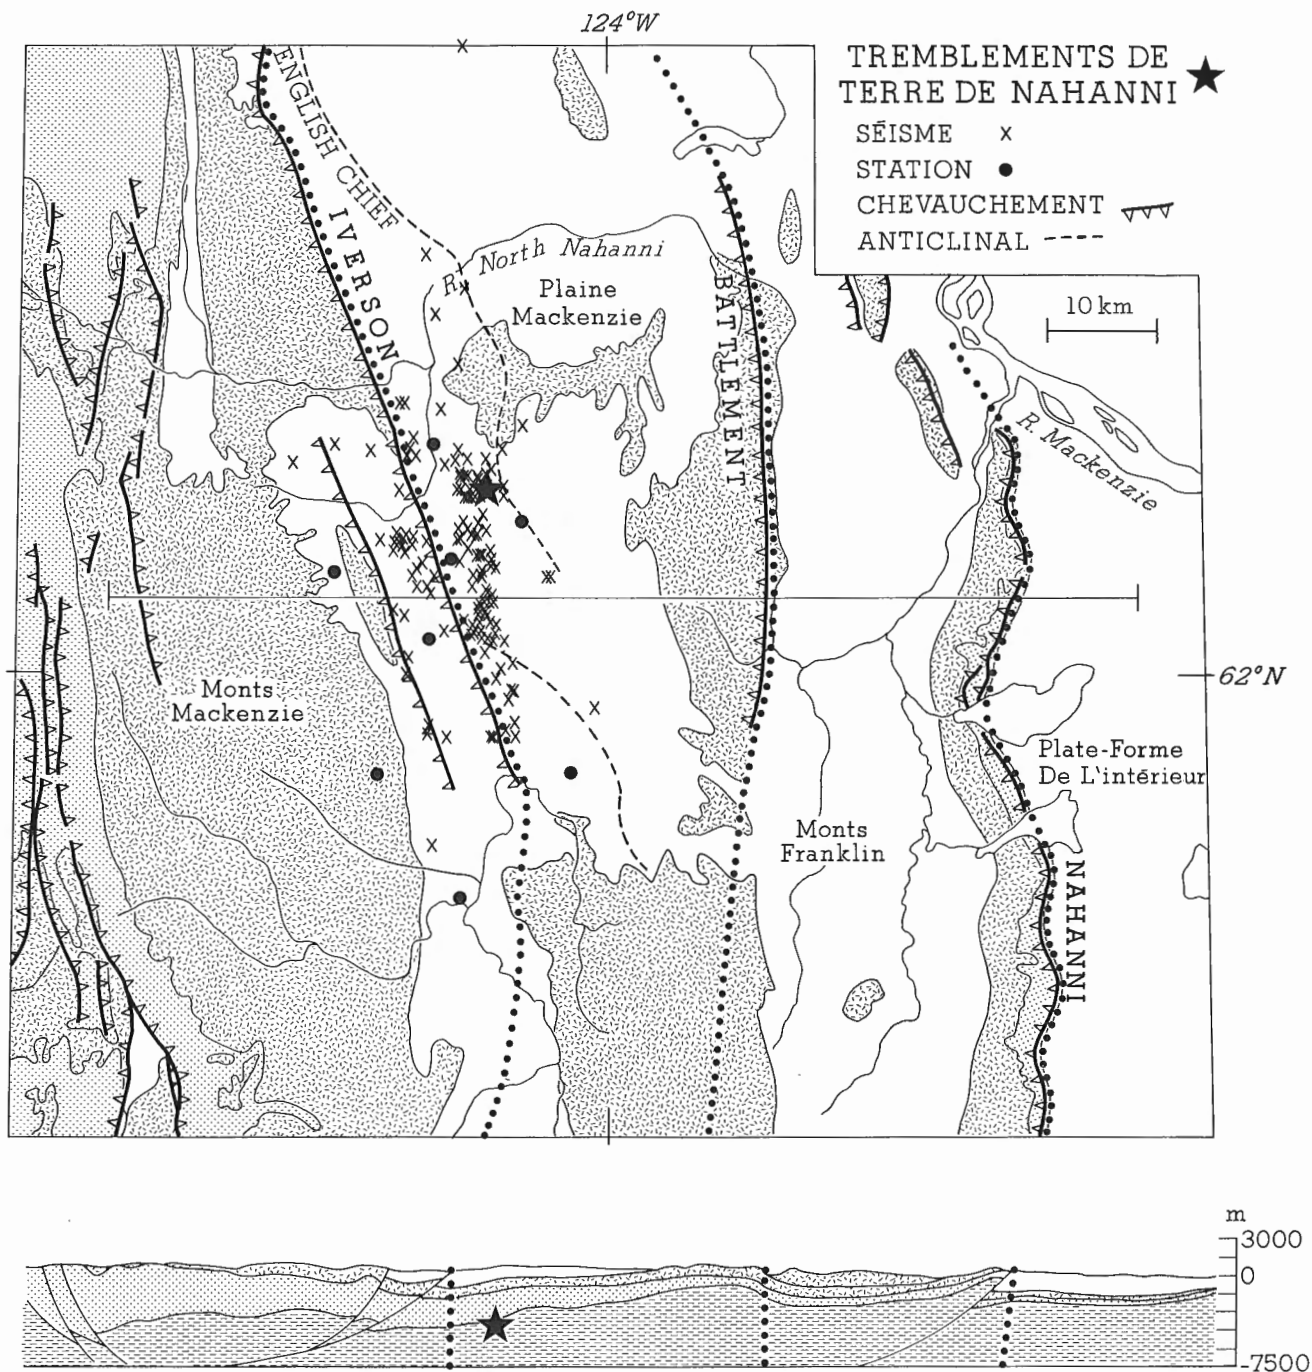 124°W
TREMBLEMENTS DE
TERRE DE NAHANNI
SÉISME x
STATION
CHEVAUCHEMENT
ANTICLINAL
ENGLISH CHIEF
IVERSON
R. North Nahanni
Plaine
Mackenzie
BATTLEMENT
10 km
R. Mackenzie
62°N
Monts
Mackenzie
Plate-Forme
De L'intérieur
Monts
Franklin
NAHANNI
m
3000
0
-7500